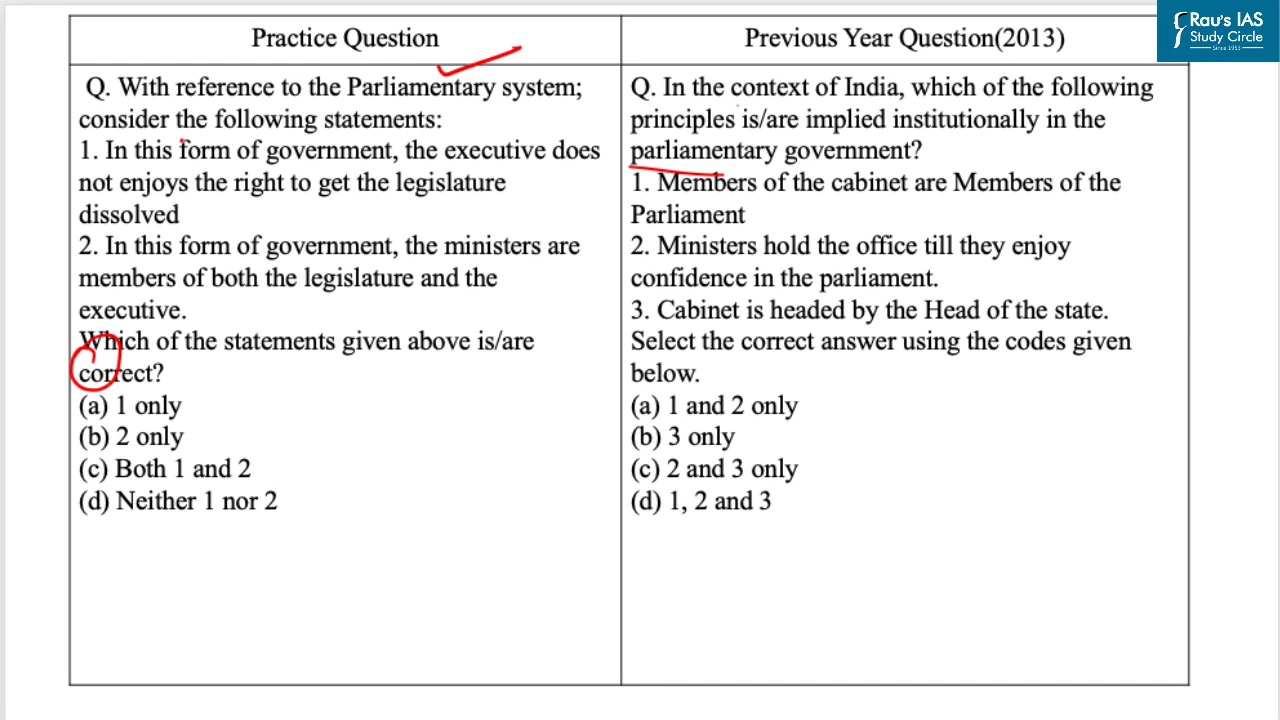 Rau's IAS
Study Circle
Since 1953
Practice Question
Q. With reference to the Parliamentary system;
consider the following statements:
1. In this form of government, the executive does
not enjoys the right to get the legislature
dissolved
2. In this form of government, the ministers are
members of both the legislature and the
executive.
Which of the statements given above is/are
correct?
(a) 1 only
(b) 2 only
(c) Both 1 and 2
(d) Neither 1 nor 2
Previous Year Question(2013)
Q. In the context of India, which of the following
principles is/are implied institutionally in the
parliamentary government?
1. Members of the cabinet are Members of the
Parliament
2. Ministers hold the office till they enjoy
confidence in the parliament.
3. Cabinet is headed by the Head of the state.
Select the correct answer using the codes given
below.
(a) 1 and 2 only
(b) 3 only
(c) 2 and 3 only
(d) 1, 2 and 3